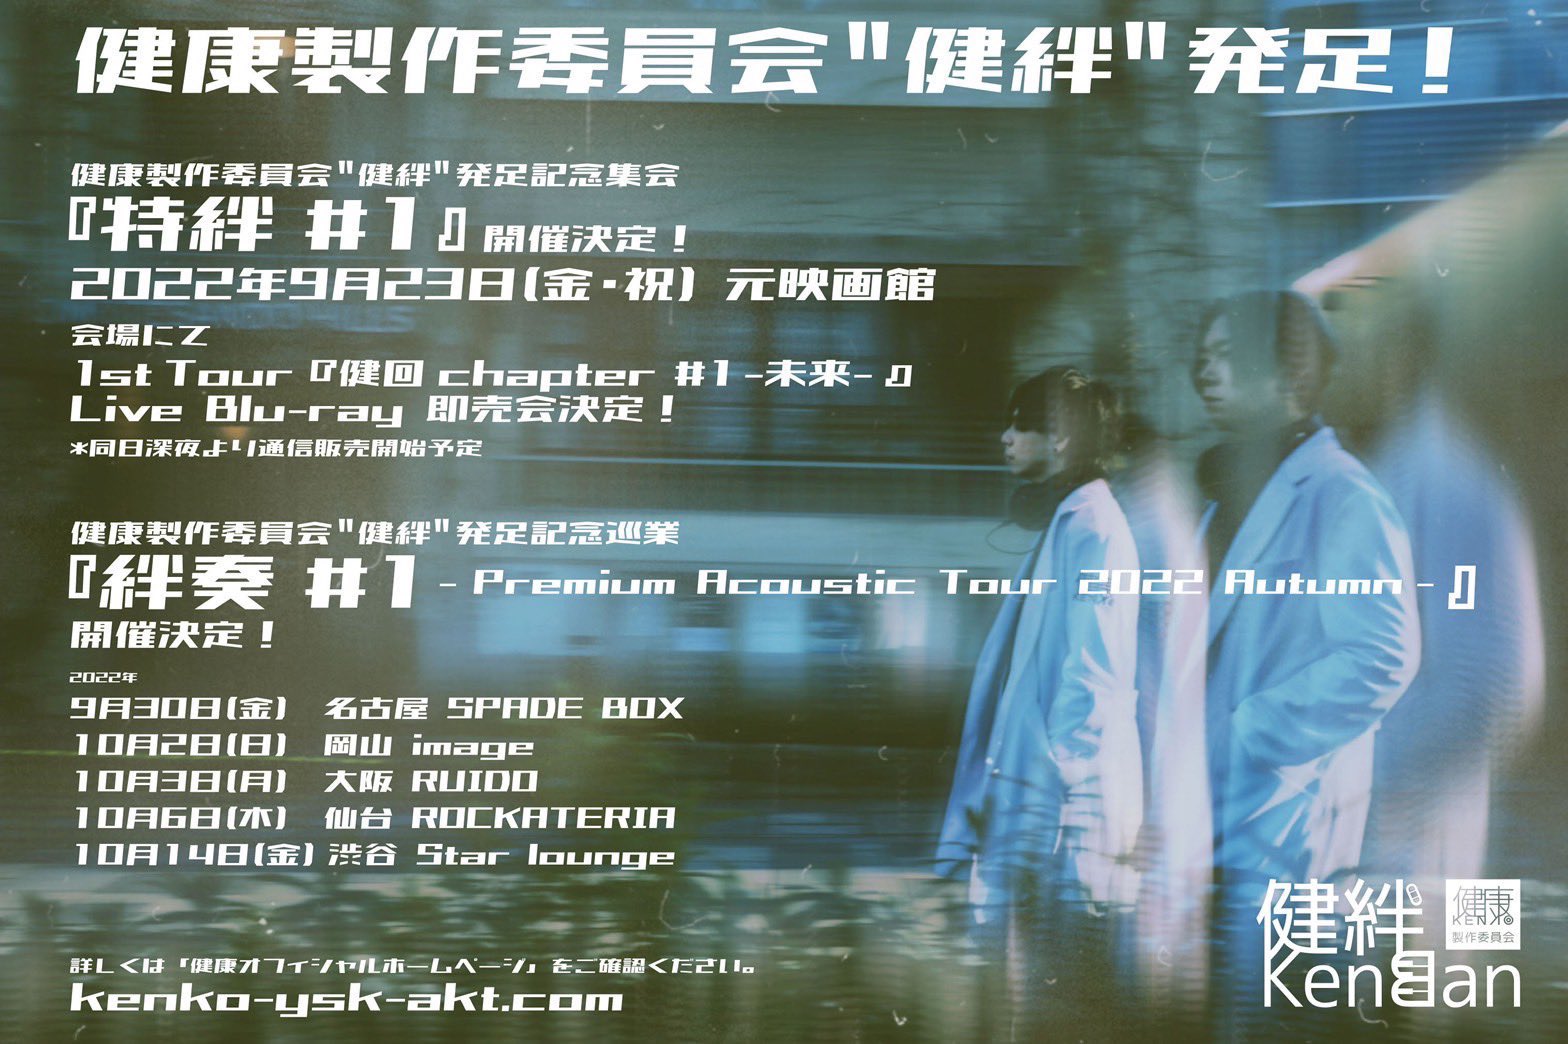 健康製作委員会"健絆"発足！
健康製作委員会"健絆"発足記念集会
『特絆 #1』開催決定！
2022年9月23日(金・祝) 元映画館
会場にて
1st Tour『健回 chapter #1 -未来- 』
Live Blu-ray 即売会決定！
*同日深夜より通信販売開始予定
健康製作委員会"健絆"発足記念巡業
『絆奏 #1 - Premium Acoustic Tour 2022 Autumn - 』
開催決定！
2022年
9月30日(金) 名古屋 SPADE BOX
10月2日(日) 岡山 image
10月3日(月) 大阪 RUIDO
10月6日(木) 仙台 ROCKATERIA
10月14日(金) 渋谷 Star lounge
詳しくは「健康オフィシャルホームページ」をご確認ください。
kenko-ysk-akt.com
健絆
KenBan
健康
製作委員会